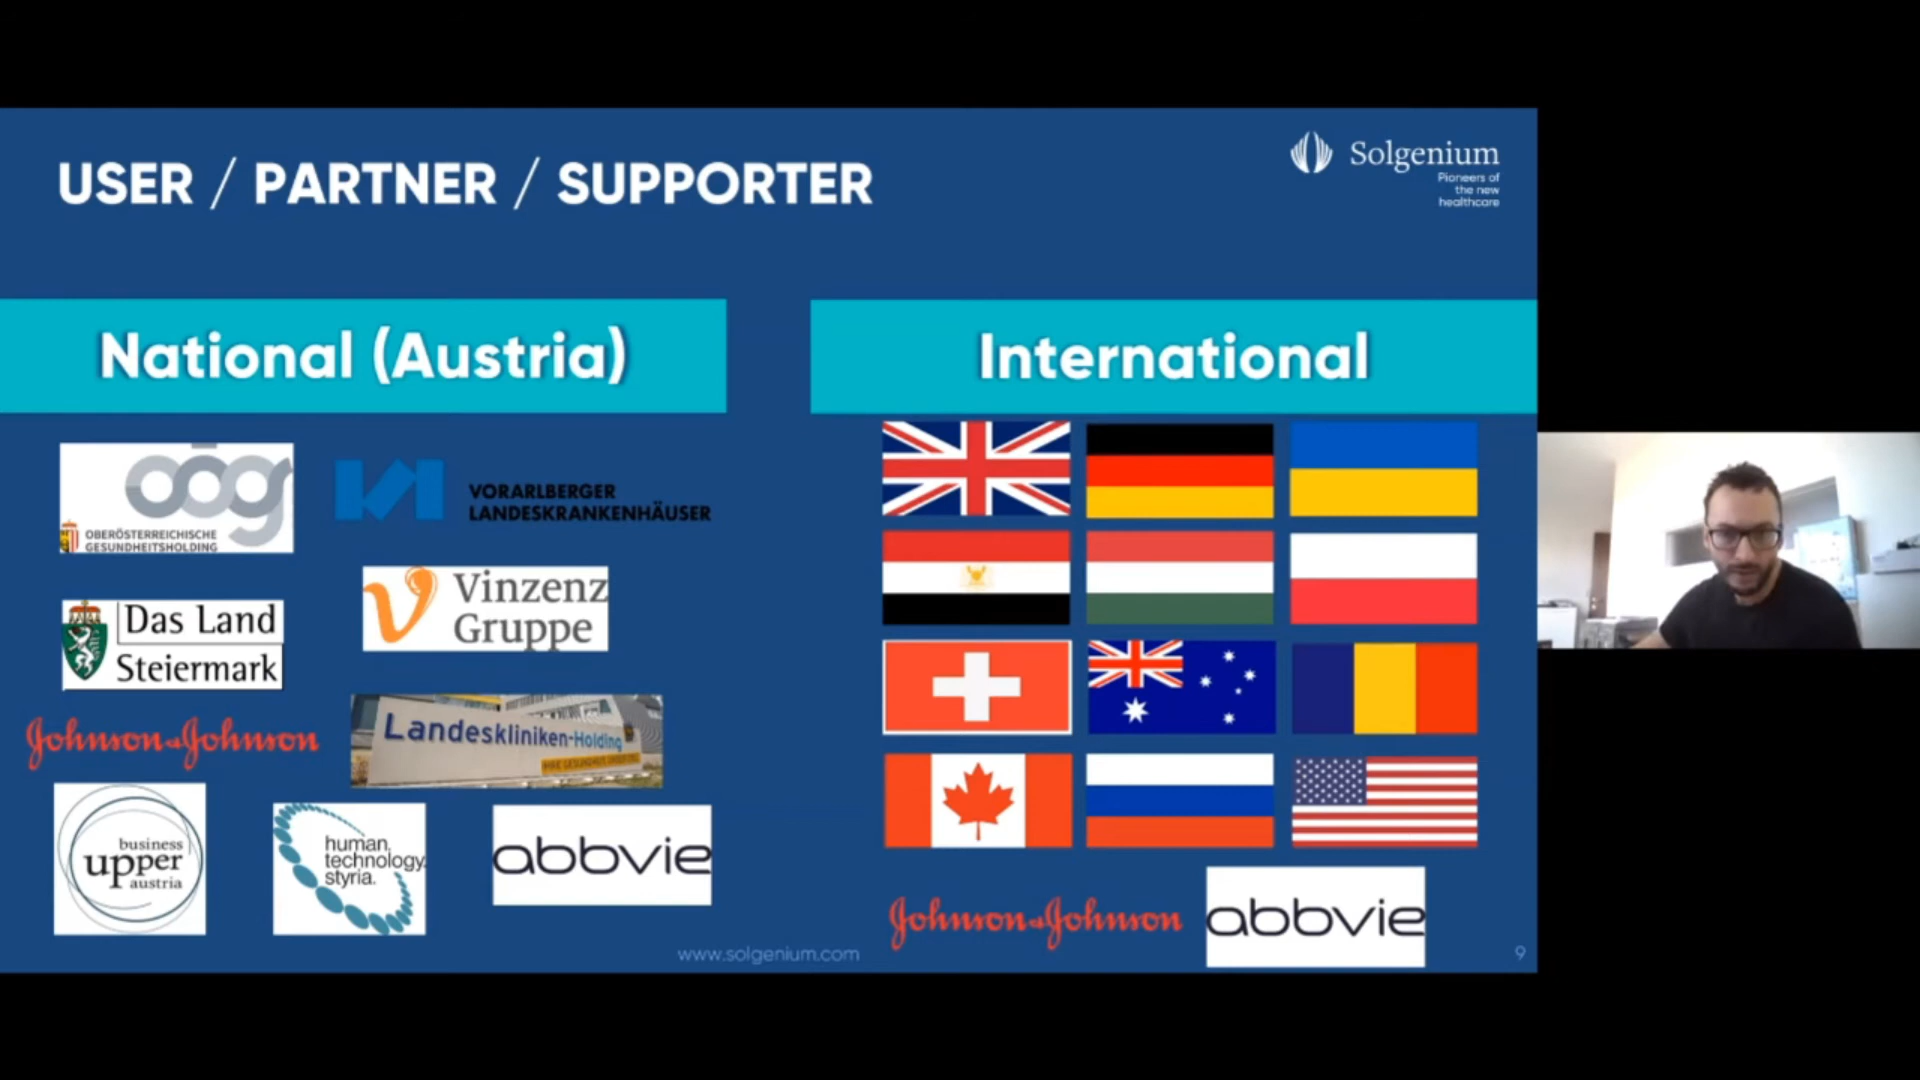 USER / PARTNER / SUPPORTER
Solgenium
Pioneers of
the new
healthcare
National (Austria)
International
oög
OBERÖSTERREICHISCHE
GESUNDHEITSHOLDING
VORARLBERGER
LANDESKRANKENHÄUSER
Das Land
Steiermark
Vinzenz
Gruppe
Johnson & Johnson
Landeskliniken-Holding
business
upper
austria
human.
technology.
styria.
abbvie
Johnson & Johnson
abbvie
www.solgenium.com
9